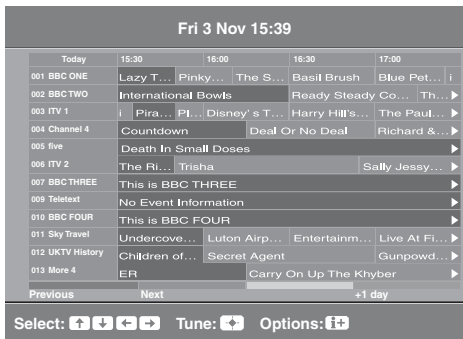 Fri 3 Nov 15:39
Today 15:30 16:00 16:30 17:00
001 BBC ONE Lazy T... Pinky... The S... Basil Brush Blue Pet... i
002 BBC TWO International Bowls Ready Steady Co... Th...
003 ITV 1 i Pira... Pl... Disney's T... Harry Hill's... The Paul...
004 Channel 4 Countdown Deal Or No Deal Richard &...
005 five Death In Small Doses
006 ITV 2 The Ri... Trisha Sally Jessy...
007 BBC THREE This is BBC THREE
009 Teletext No Event Information
010 BBC FOUR This is BBC FOUR
011 Sky Travel Undercove... Luton Airp... Entertainm... Live At Fi...
012 UKTV History Children of... Secret Agent Gunpowd...
013 More 4 ER Carry On Up The Khyber
Previous Next +1 day
Select: Tune: Options: i+